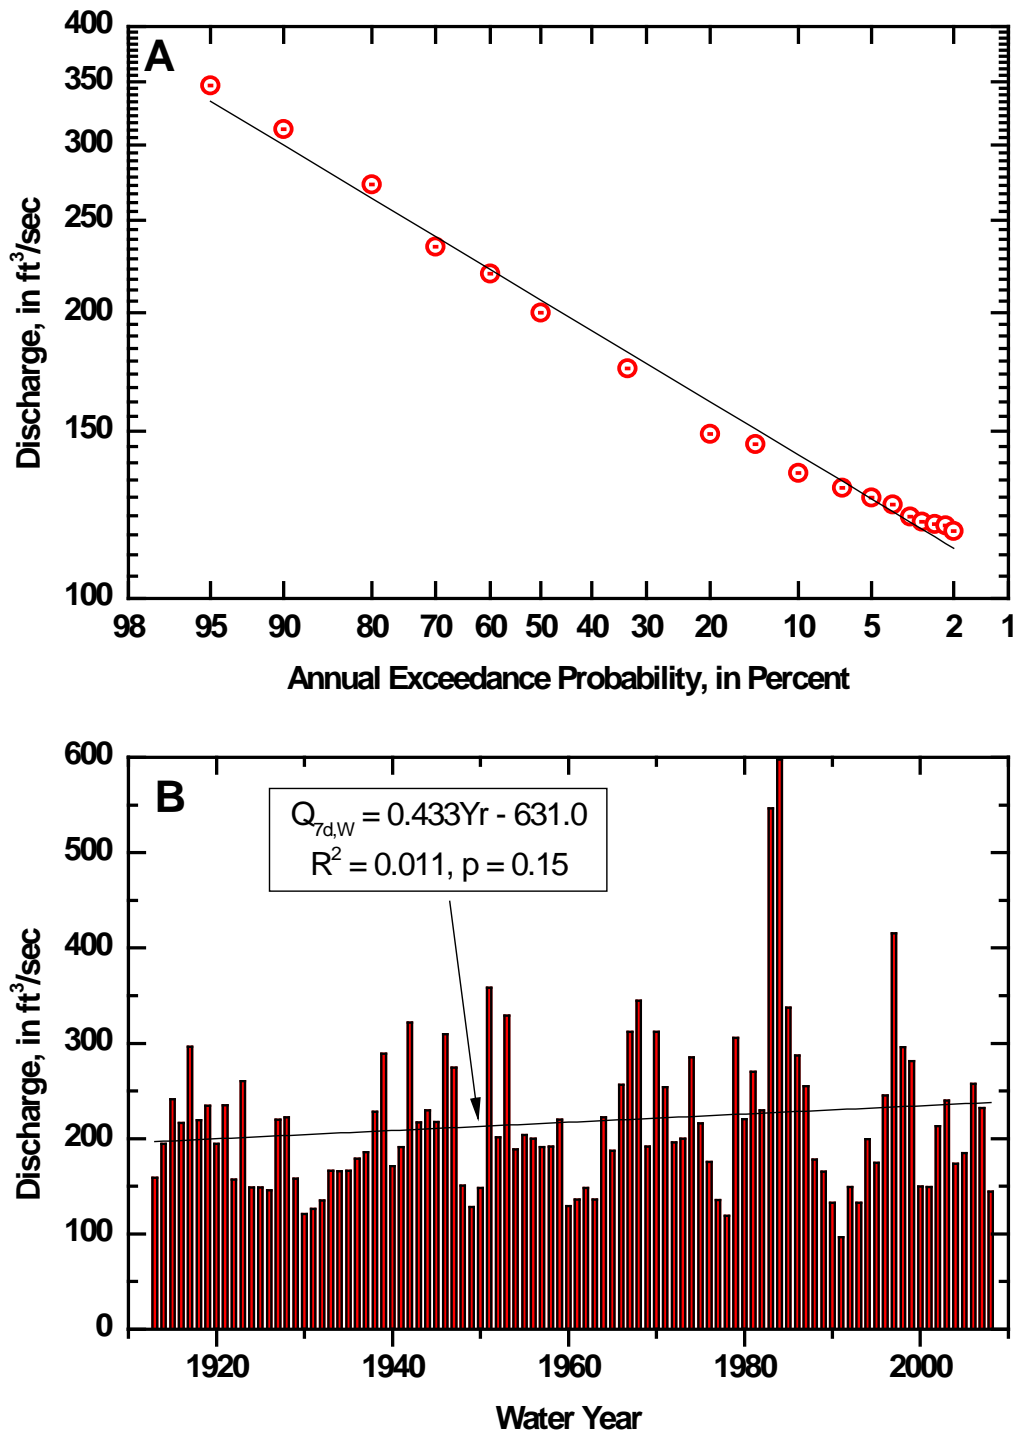 A
400
350
300
250
200
150
100
Discharge, in ft³/sec
98 95 90 80 70 60 50 40 30 20 10 5 2 1
Annual Exceedance Probability, in Percent
B
600
500
400
300
200
100
0
Discharge, in ft³/sec
Q7d,W = 0.433Yr - 631.0
R² = 0.011, p = 0.15
1920 1940 1960 1980 2000
Water Year